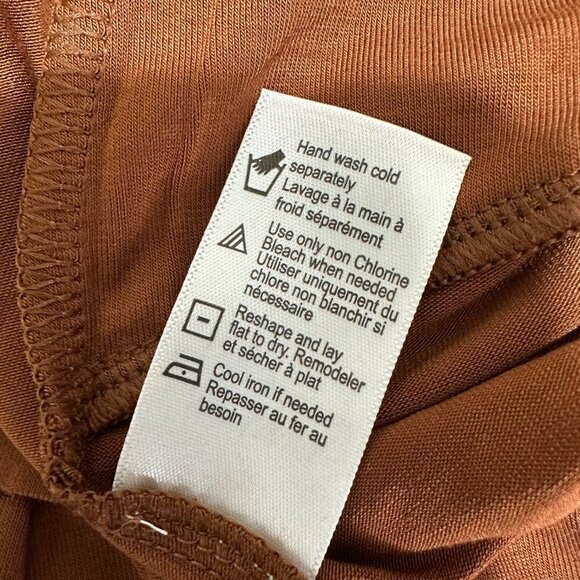 Hand wash cold
separately
Lavage à la main à
froid séparément
Use only non Chlorine
Bleach when needed
Utiliser uniquement du
chlore non blanchir si
nécessaire
Reshape and lay
flat to dry. Remodeler
et sécher à plat
Cool iron if needed
Repasser au fer au
besoin